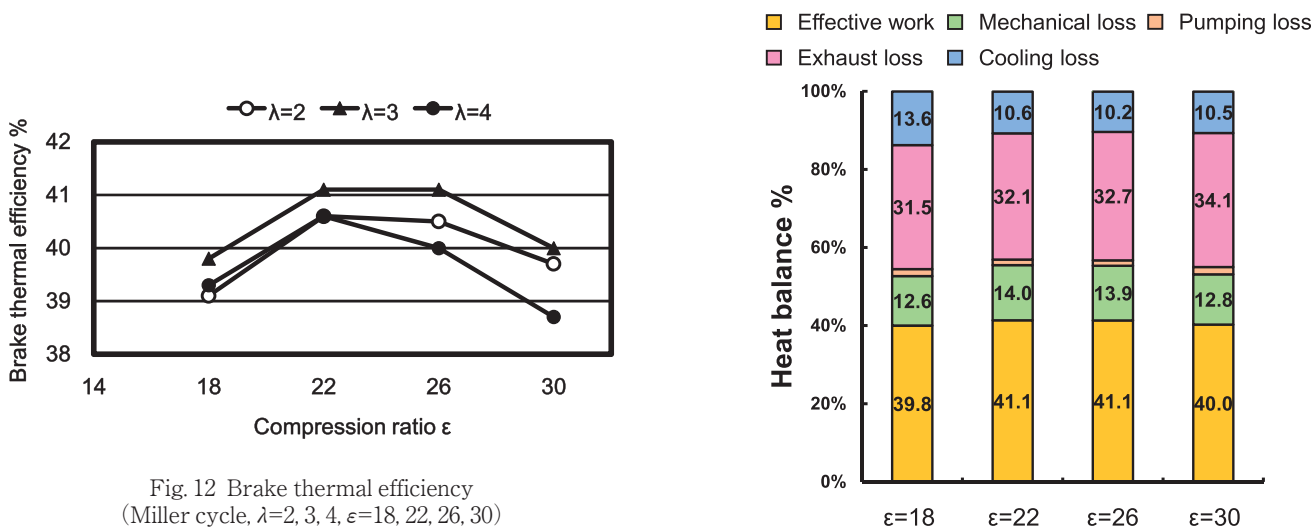 λ=2 λ=3 λ=4
Brake thermal efficiency %
42
41
40
39
38
14 18 22 26 30
Compression ratio ε
Fig. 12 Brake thermal efficiency
(Miller cycle, λ=2, 3, 4, ε=18, 22, 26, 30)
Effective work Mechanical loss Pumping loss
Exhaust loss Cooling loss
Heat balance %
100%
80%
60%
40%
20%
0%
13.6 10.6 10.2 10.5
31.5 32.1 32.7 34.1
12.6 14.0 13.9 12.8
39.8 41.1 41.1 40.0
ε=18 ε=22 ε=26 ε=30